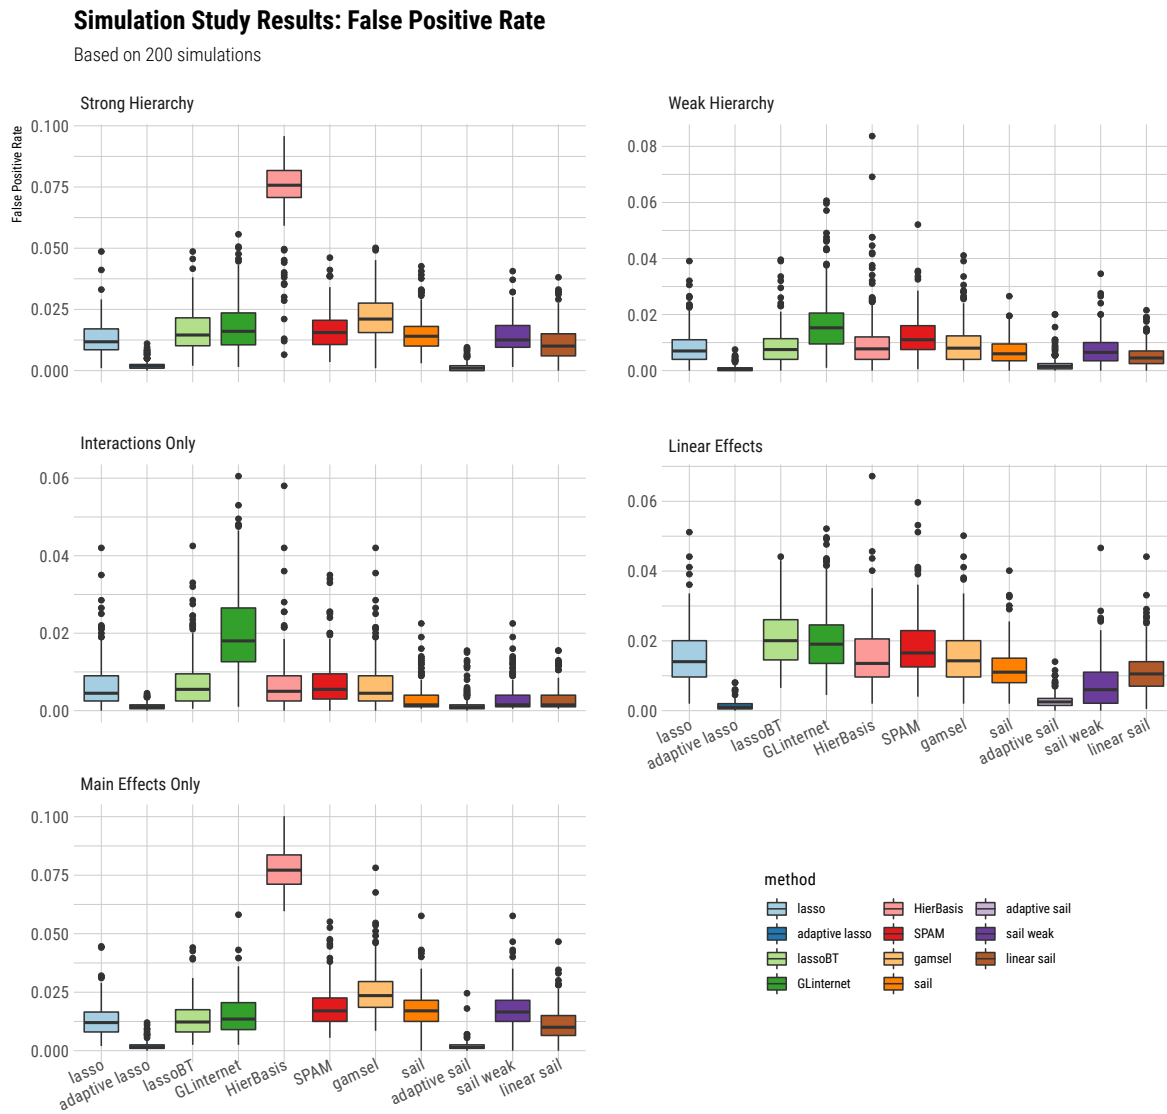 Simulation Study Results: False Positive Rate
Based on 200 simulations
Strong Hierarchy
False Positive Rate
0.100
0.075
0.050
0.025
0.000
Weak Hierarchy
0.08
0.06
0.04
0.02
0.00
Interactions Only
0.06
0.04
0.02
0.00
Linear Effects
0.06
0.04
0.02
0.00
lasso
adaptive lasso
lassoBT
GLinternet
HierBasis
SPAM
gamsel
sail
adaptive sail
sail weak
linear sail
Main Effects Only
0.100
0.075
0.050
0.025
0.000
lasso
adaptive lasso
lassoBT
GLinternet
HierBasis
SPAM
gamsel
sail
adaptive sail
sail weak
linear sail
method
lasso
adaptive lasso
lassoBT
GLinternet
HierBasis
SPAM
gamsel
sail
adaptive sail
sail weak
linear sail